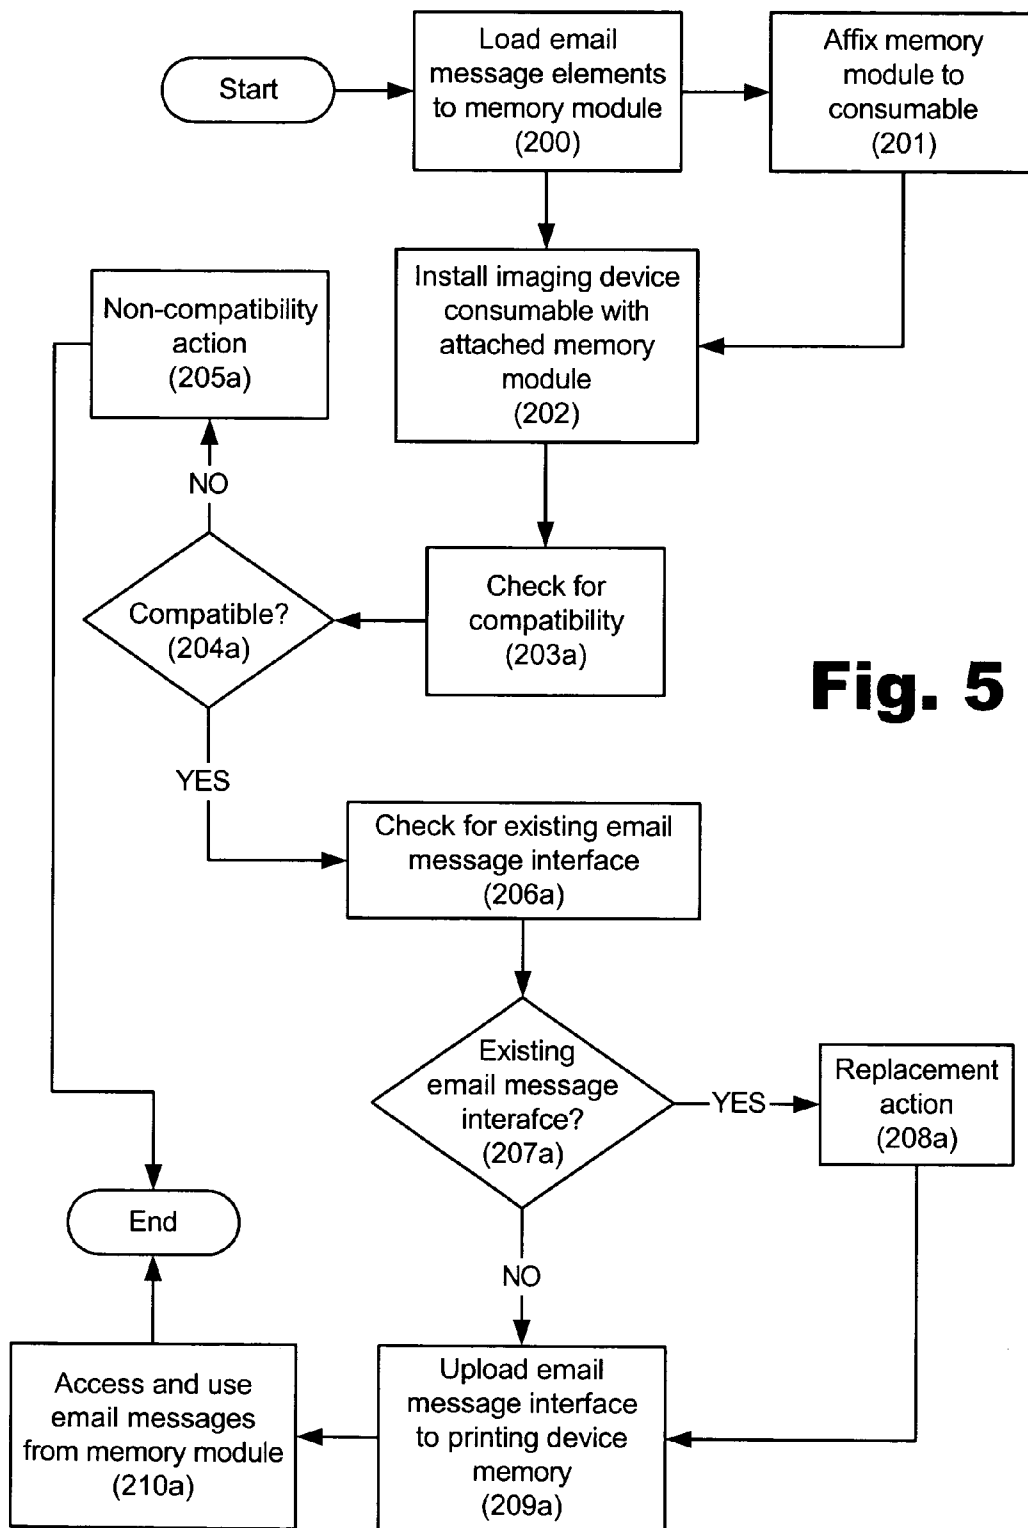 Start
Load email
message elements
to memory module
(200)
Affix memory
module to
consumable
(201)
Install imaging device
consumable with
attached memory
module
(202)
Non-compatibility
action
(205a)
NO
Compatible?
(204a)
Check for
compatibility
(203a)
Fig. 5
YES
Check for existing email
message interface
(206a)
Existing
email message
interafce?
(207a)
YES
Replacement
action
(208a)
End
NO
Access and use
email messages
from memory module
(210a)
Upload email
message interface
to printing device
memory
(209a)